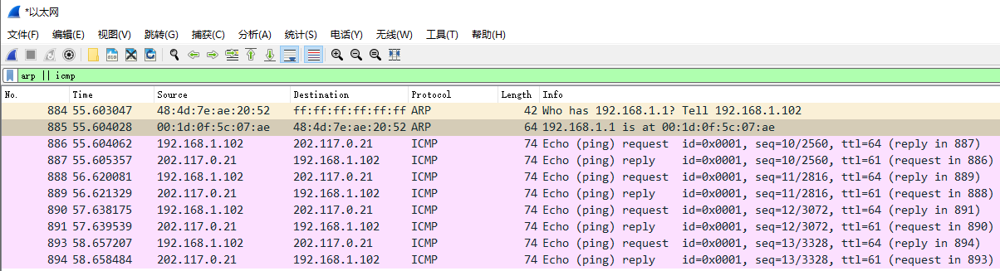 *以太网
文件(F) 编辑(E) 视图(V) 跳转(G) 捕获(C) 分析(A) 统计(S) 电话(Y) 无线(W) 工具(T) 帮助(H)
arp || icmp
No. Time Source Destination Protocol Length Info
884 55.603047 48:4d:7e:ae:20:52 ff:ff:ff:ff:ff:ff ARP 42 Who has 192.168.1.1? Tell 192.168.1.102
885 55.604028 00:1d:0f:5c:07:ae 48:4d:7e:ae:20:52 ARP 64 192.168.1.1 is at 00:1d:0f:5c:07:ae
886 55.604062 192.168.1.102 202.117.0.21 ICMP 74 Echo (ping) request id=0x0001, seq=10/2560, ttl=64 (reply in 887)
887 55.605357 202.117.0.21 192.168.1.102 ICMP 74 Echo (ping) reply id=0x0001, seq=10/2560, ttl=61 (request in 886)
888 56.620081 192.168.1.102 202.117.0.21 ICMP 74 Echo (ping) request id=0x0001, seq=11/2816, ttl=64 (reply in 889)
889 56.621329 202.117.0.21 192.168.1.102 ICMP 74 Echo (ping) reply id=0x0001, seq=11/2816, ttl=61 (request in 888)
890 57.638175 192.168.1.102 202.117.0.21 ICMP 74 Echo (ping) request id=0x0001, seq=12/3072, ttl=64 (reply in 891)
891 57.639539 202.117.0.21 192.168.1.102 ICMP 74 Echo (ping) reply id=0x0001, seq=12/3072, ttl=61 (request in 890)
893 58.657207 192.168.1.102 202.117.0.21 ICMP 74 Echo (ping) request id=0x0001, seq=13/3328, ttl=64 (reply in 894)
894 58.658484 202.117.0.21 192.168.1.102 ICMP 74 Echo (ping) reply id=0x0001, seq=13/3328, ttl=61 (request in 893)